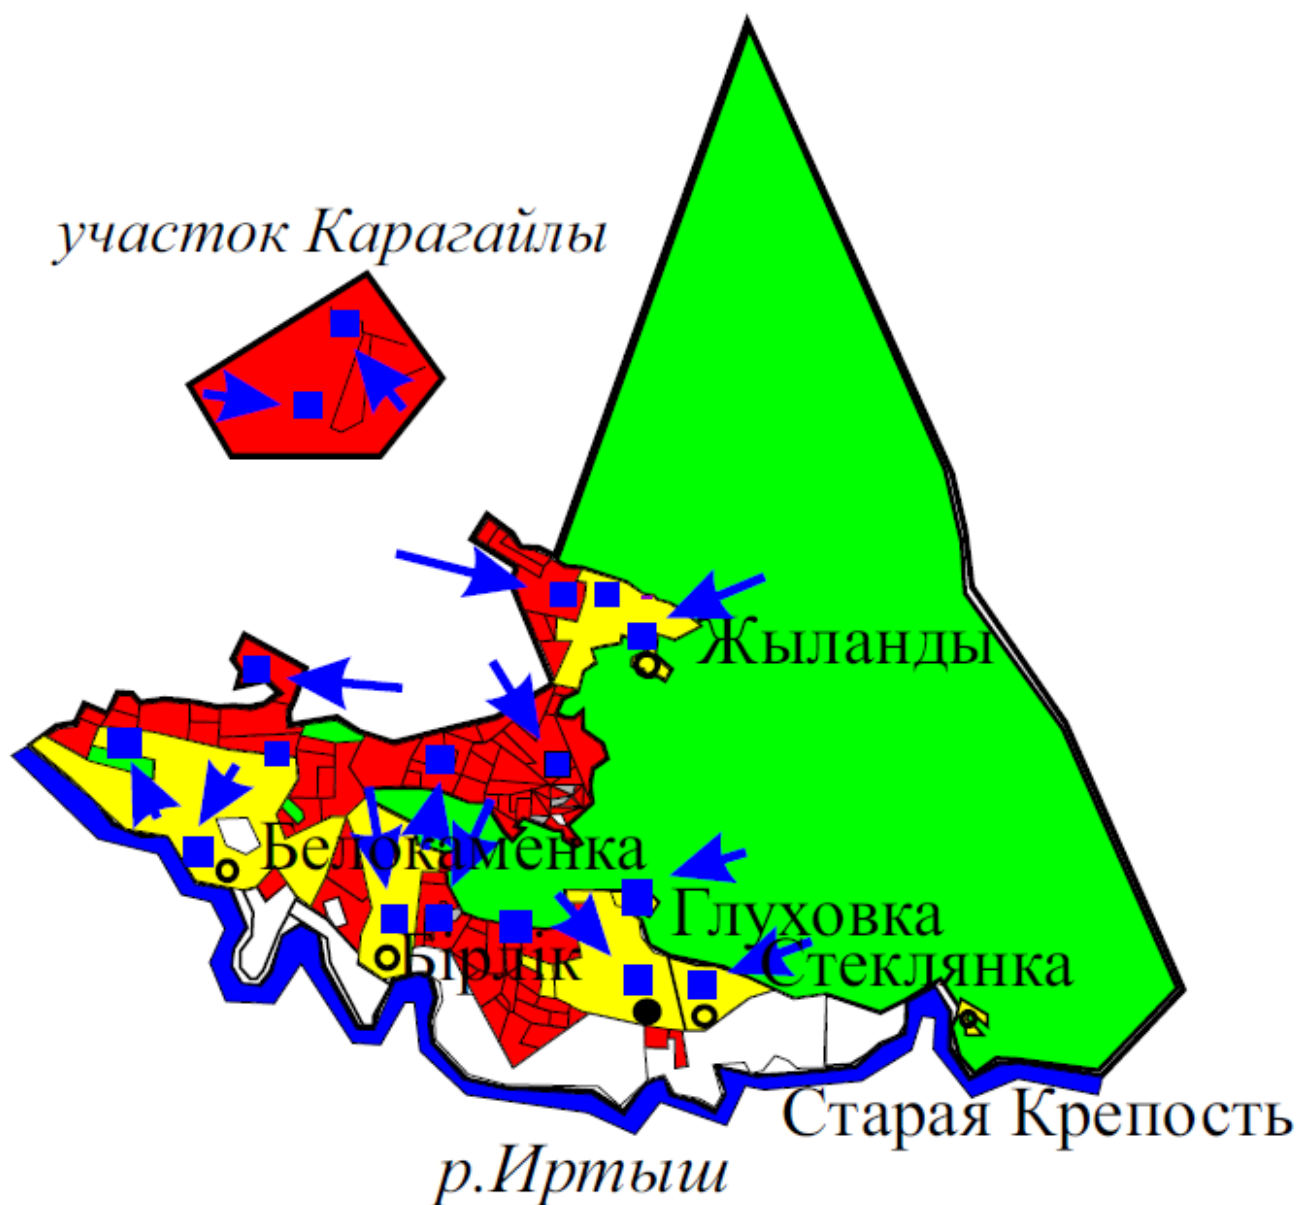 участок Карагайлы
Жыланды
Белокаменка
Глуховка
Бірлік
Стеклянка
Старая Крепость
р.Иртыш